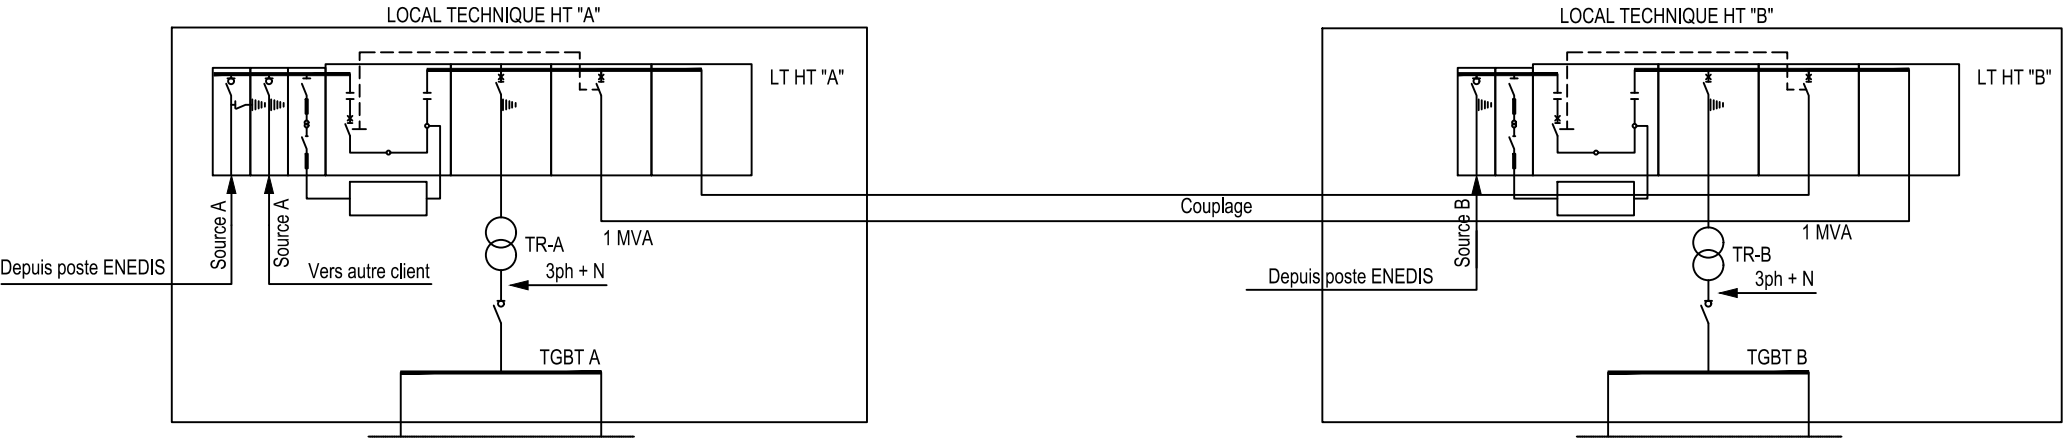 LOCAL TECHNIQUE HT "A"
LOCAL TECHNIQUE HT "B"
LT HT "A"
LT HT "B"
Source A
Source A
Couplage
Source B
1 MVA
1 MVA
TR-A
TR-B
Depuis poste ENEDIS
Vers autre client
3ph + N
Depuis poste ENEDIS
3ph + N
TGBT A
TGBT B